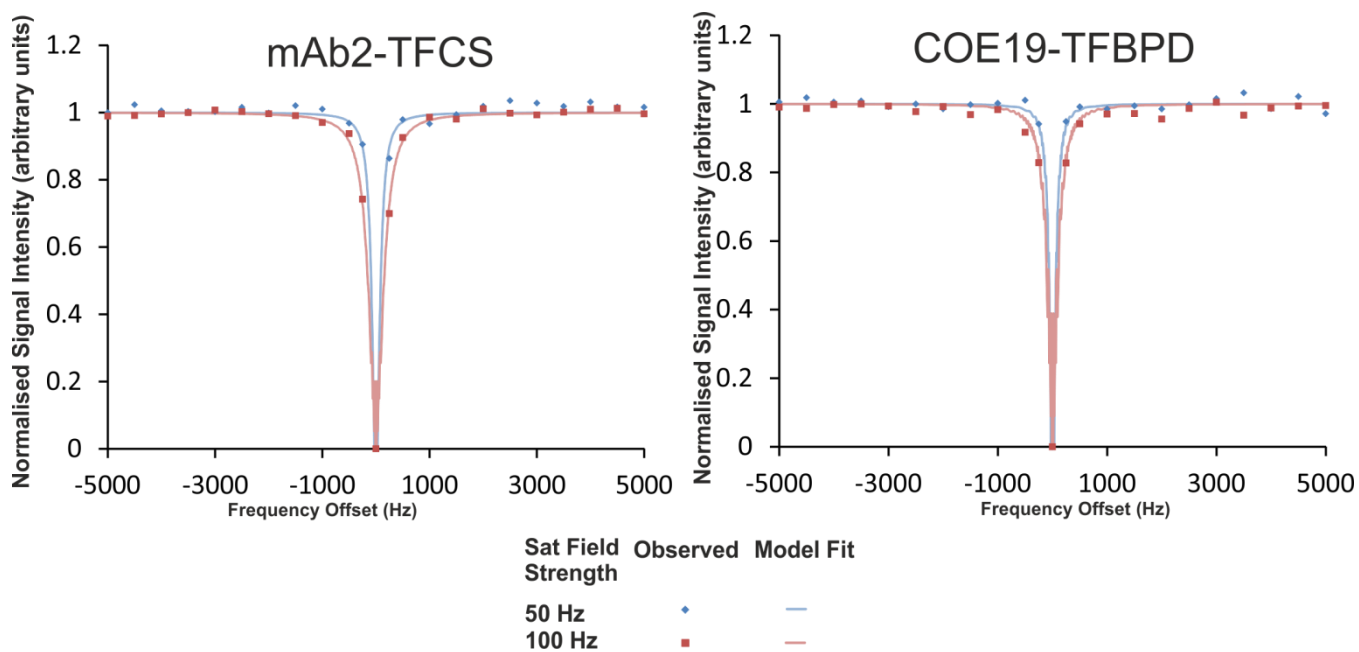 mAb2-TFCS
Normalised Signal Intensity (arbitrary units)
1.2
1
0.8
0.6
0.4
0.2
0
-5000 -3000 -1000 1000 3000 5000
Frequency Offset (Hz)
COE19-TFBPD
Normalised Signal Intensity (arbitrary units)
1.2
1
0.8
0.6
0.4
0.2
0
-5000 -3000 -1000 1000 3000 5000
Frequency Offset (Hz)
Sat Field Observed Model Fit
Strength
50 Hz
100 Hz